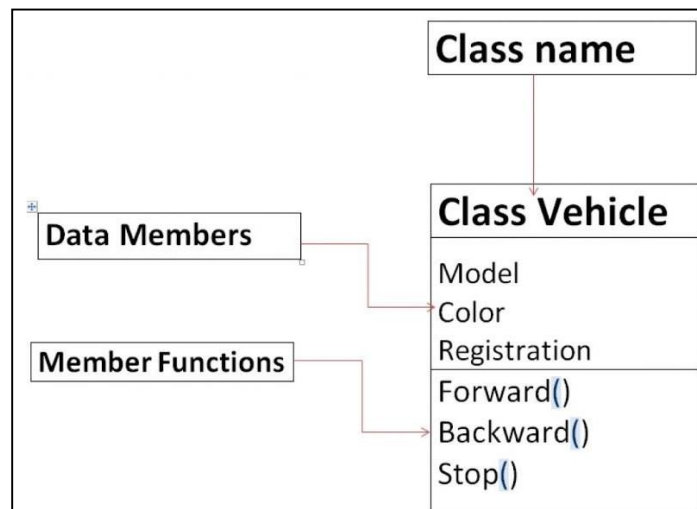 Class name
Class Vehicle
Data Members
Model
Color
Registration
Member Functions
Forward()
Backward()
Stop()